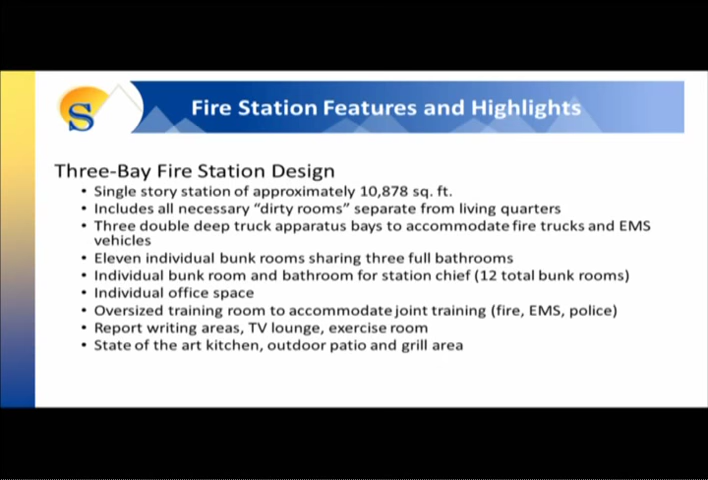 S
Fire Station Features and Highlights
Three-Bay Fire Station Design
• Single story station of approximately 10,878 sq. ft.
• Includes all necessary “dirty rooms” separate from living quarters
• Three double deep truck apparatus bays to accommodate fire trucks and EMS
vehicles
• Eleven individual bunk rooms sharing three full bathrooms
• Individual bunk room and bathroom for station chief (12 total bunk rooms)
• Individual office space
• Oversized training room to accommodate joint training (fire, EMS, police)
• Report writing areas, TV lounge, exercise room
• State of the art kitchen, outdoor patio and grill area